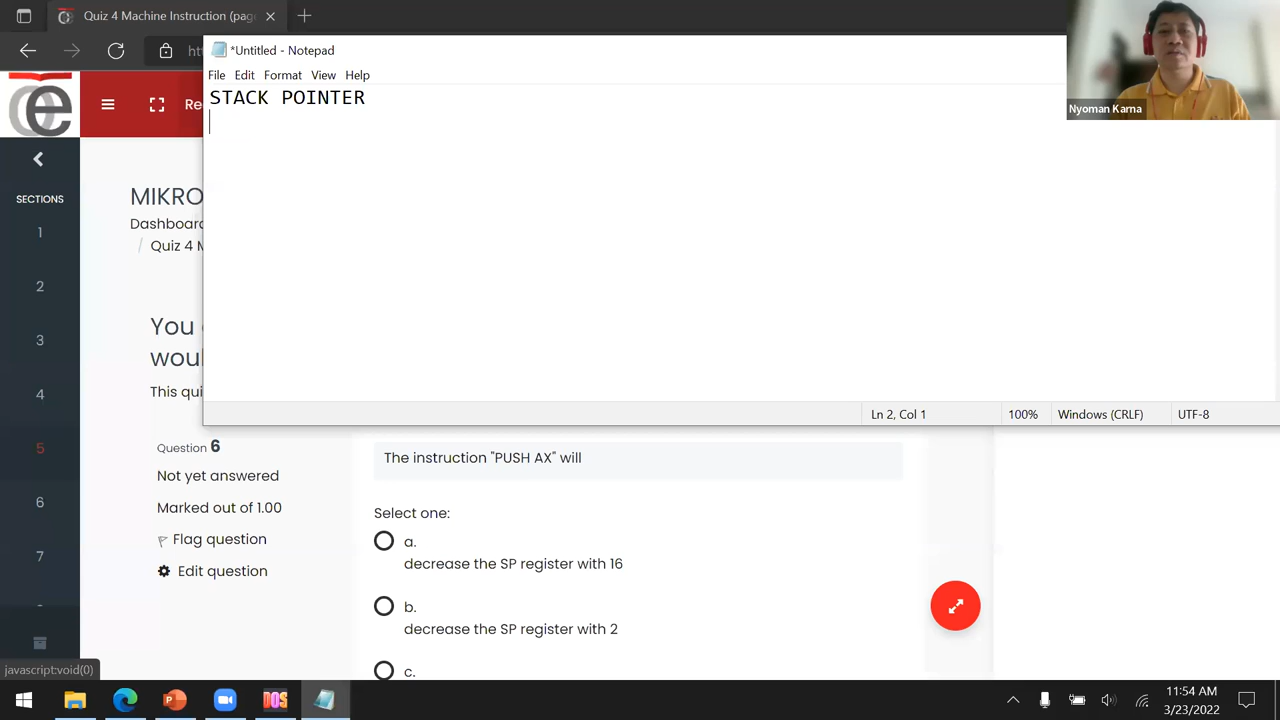 Quiz 4 Machine Instruction (pag
htt
*Untitled - Notepad
File Edit Format View Help
STACK POINTER
Nyoman Karna
Re
SECTIONS
1
2
3
4
5
6
7
MIKRO
Dashboard
/ Quiz 4 M
You
woul
This qui
Ln 2, Col 1
100%
Windows (CRLF)
UTF-8
Question 6
Not yet answered
Marked out of 1.00
Flag question
Edit question
The instruction "PUSH AX" will
Select one:
a.
decrease the SP register with 16
b.
decrease the SP register with 2
c.
javascript:void(0)
DOS
11:54 AM
3/23/2022